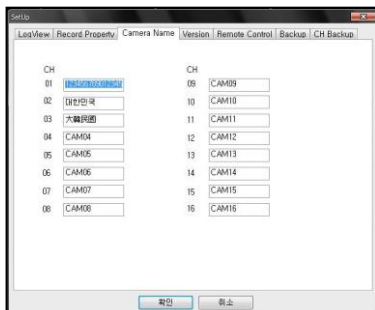 SetUp
LogView Record Property Camera Name Version Remote Control Backup CH Backup
CH CH
01 09 CAM09
02 대한민국 10 CAM10
03 大韓民國 11 CAM11
04 CAM04 12 CAM12
05 CAM05 13 CAM13
06 CAM06 14 CAM14
07 CAM07 15 CAM15
08 CAM08 16 CAM16
확인 취소